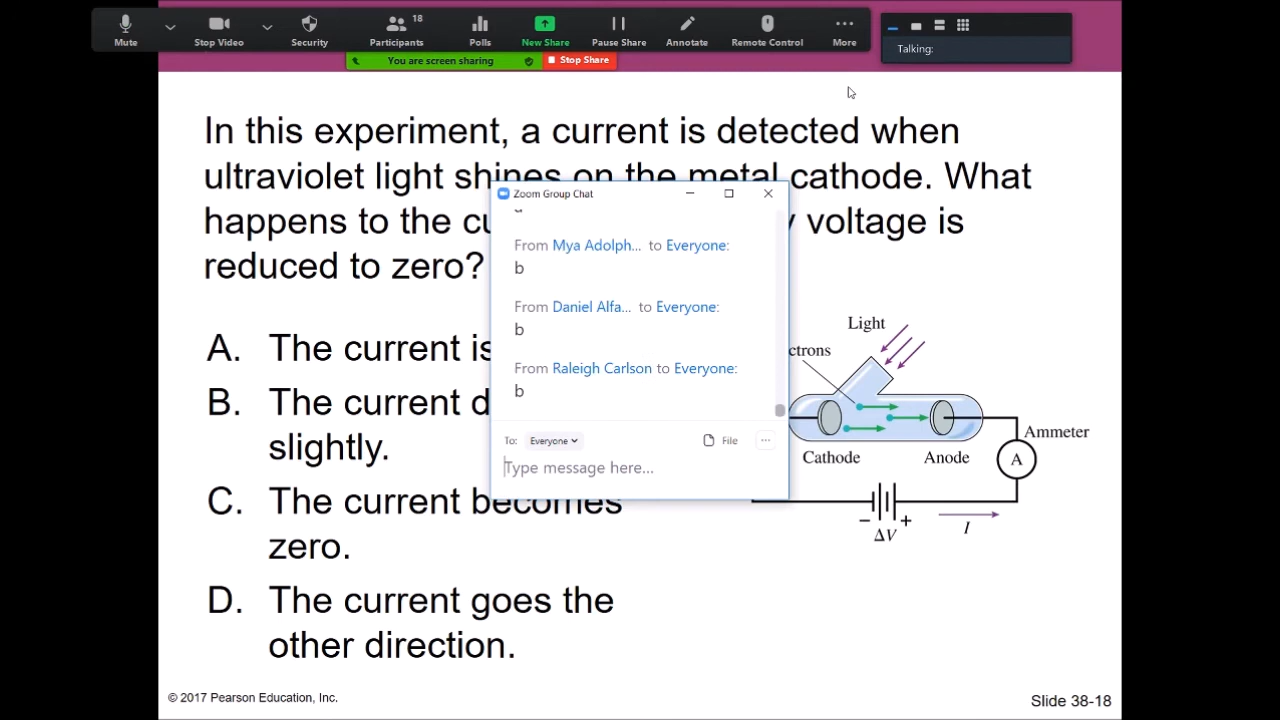 Mute
Stop Video
Security
18
Participants
Polls
New Share
Pause Share
Annotate
Remote Control
More
Talking:
You are screen sharing
Stop Share
In this experiment, a current is detected when
ultraviolet light shines on the metal cathode. What
happens to the voltage is
reduced to zero?
A. The current is
B. The current
slightly.
C. The current becomes
zero.
D. The current goes the
other direction.
Zoom Group Chat
From Mya Adolph... to Everyone:
b
From Daniel Alfa... to Everyone:
b
From Raleigh Carlson to Everyone:
b
To: Everyone
File
...
Type message here...
Light
Cathode
Anode
Ammeter
A
− +
ΔV
I
© 2017 Pearson Education, Inc.
Slide 38-18